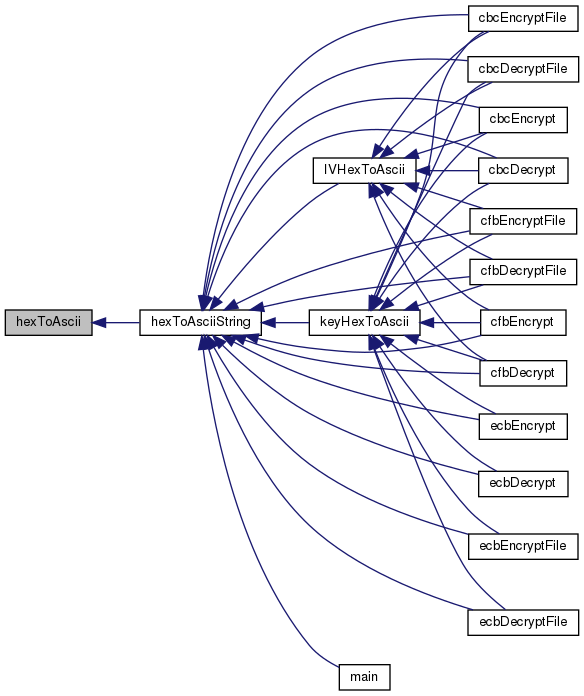 cbcEncryptFile
cbcDecryptFile
cbcEncrypt
IVHexToAscii
cbcDecrypt
cfbEncryptFile
cfbDecryptFile
hexToAscii
hexToAsciiString
keyHexToAscii
cfbEncrypt
cfbDecrypt
ecbEncrypt
ecbDecrypt
ecbEncryptFile
ecbDecryptFile
main